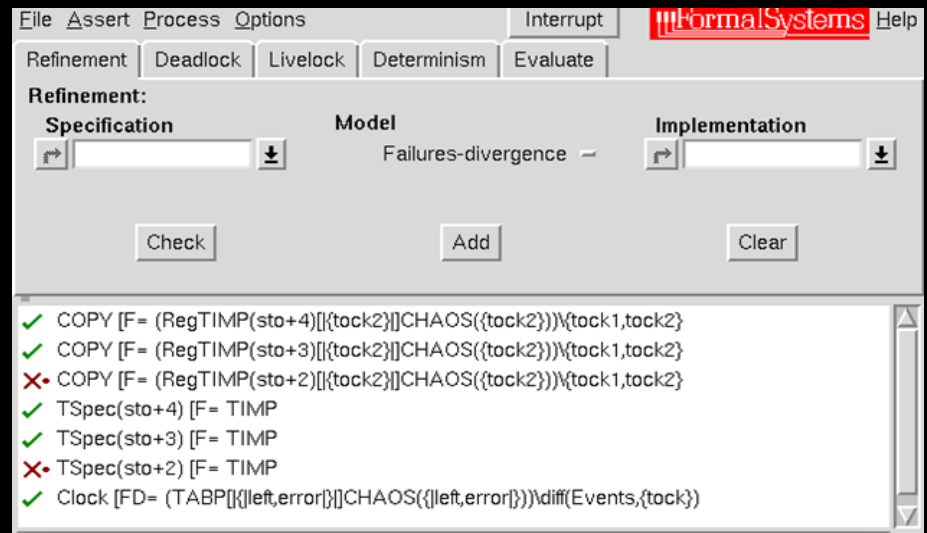 File Assert Process Options Interrupt FormalSystems Help
Refinement Deadlock Livelock Determinism Evaluate
Refinement:
Specification Model Implementation
Failures-divergence
Check Add Clear
COPY [F= (RegTIMP(sto+4)[|{tock2}|]CHAOS({tock2}))\{tock1,tock2}
COPY [F= (RegTIMP(sto+3)[|{tock2}|]CHAOS({tock2}))\{tock1,tock2}
COPY [F= (RegTIMP(sto+2)[|{tock2}|]CHAOS({tock2}))\{tock1,tock2}
TSpec(sto+4) [F= TIMP
TSpec(sto+3) [F= TIMP
TSpec(sto+2) [F= TIMP
Clock [FD= (TABP[|{|left,error|}|]CHAOS({|left,error|}))\diff(Events,{tock})